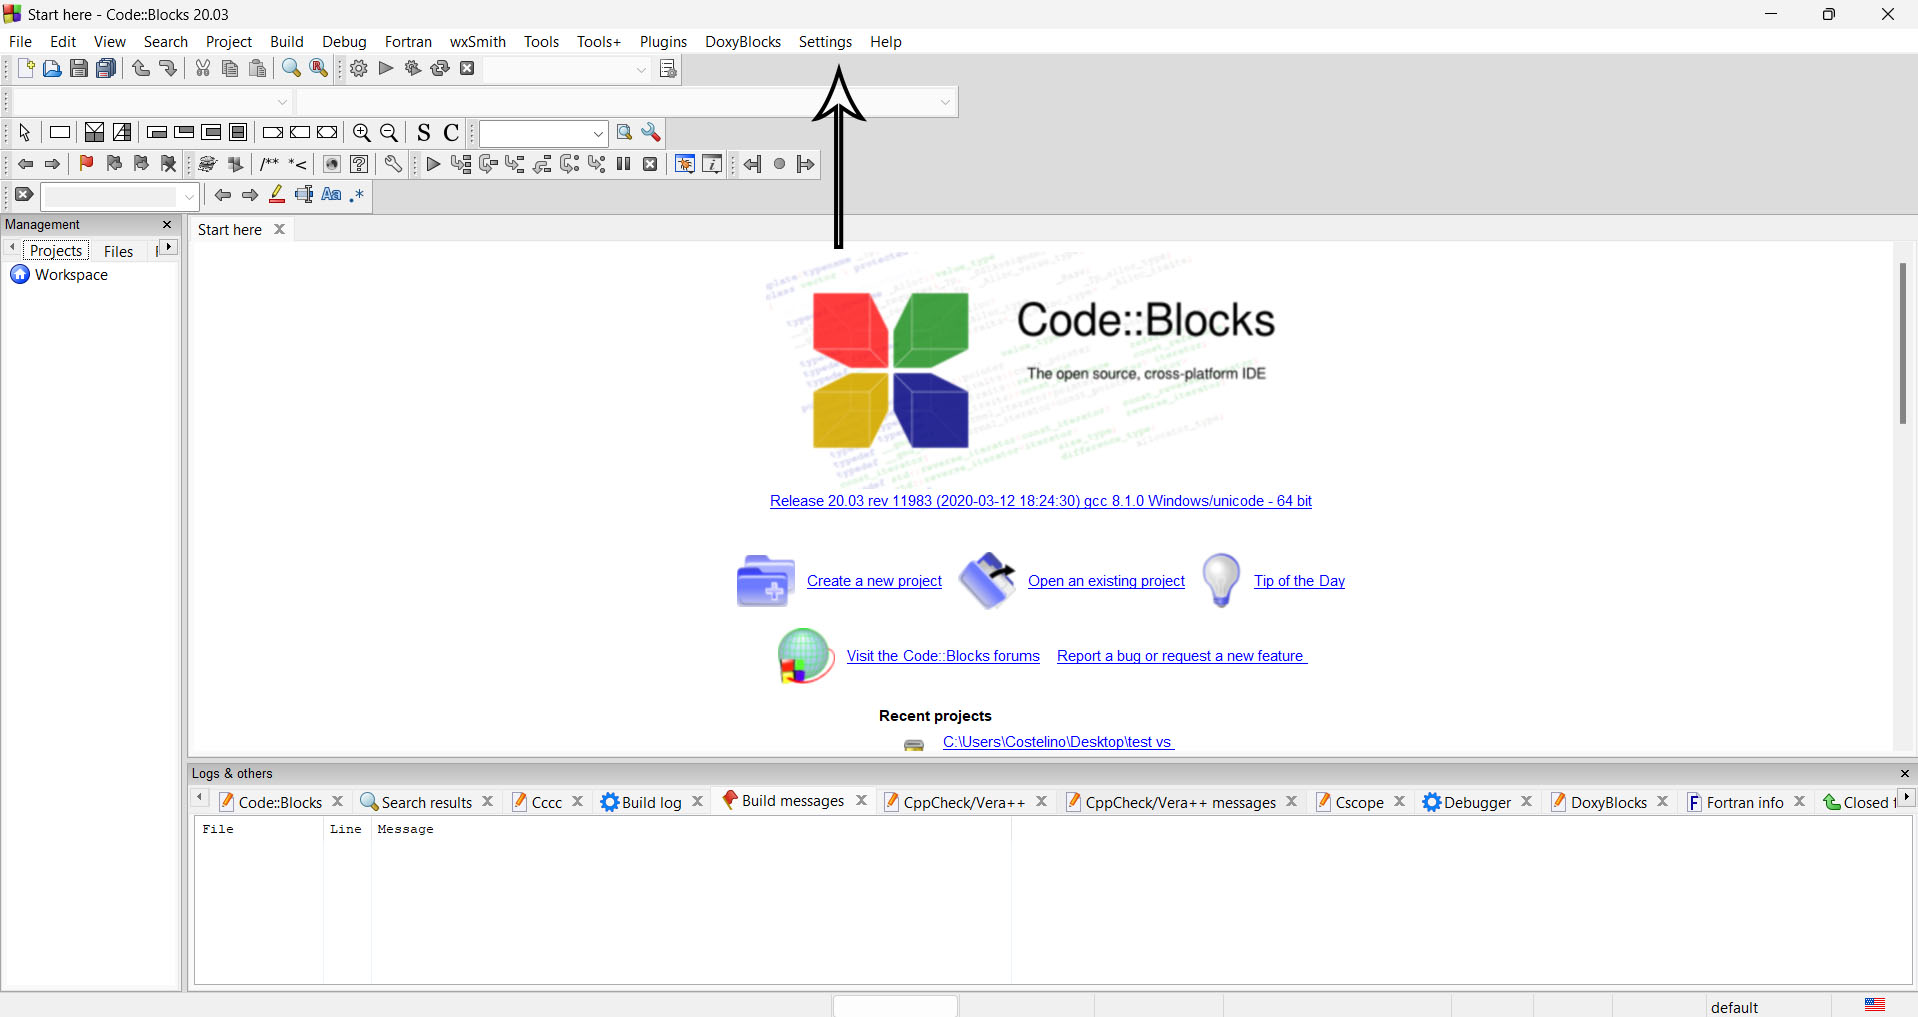 Start here - Code::Blocks 20.03
File Edit View Search Project Build Debug Fortran wxSmith Tools Tools+ Plugins DoxyBlocks Settings Help
S C
/** *<
Aa .*
Management
Projects Files
Workspace
Start here
Code::Blocks
The open source, cross-platform IDE
Release 20.03 rev 11983 (2020-03-12 18:24:30) gcc 8.1.0 Windows/unicode - 64 bit
Create a new project Open an existing project Tip of the Day
Visit the Code::Blocks forums Report a bug or request a new feature
Recent projects
C:\Users\Costelino\Desktop\test vs
Logs & others
Code::Blocks Search results Cccc Build log Build messages CppCheck/Vera++ CppCheck/Vera++ messages Cscope Debugger DoxyBlocks Fortran info Closed
File Line Message
default